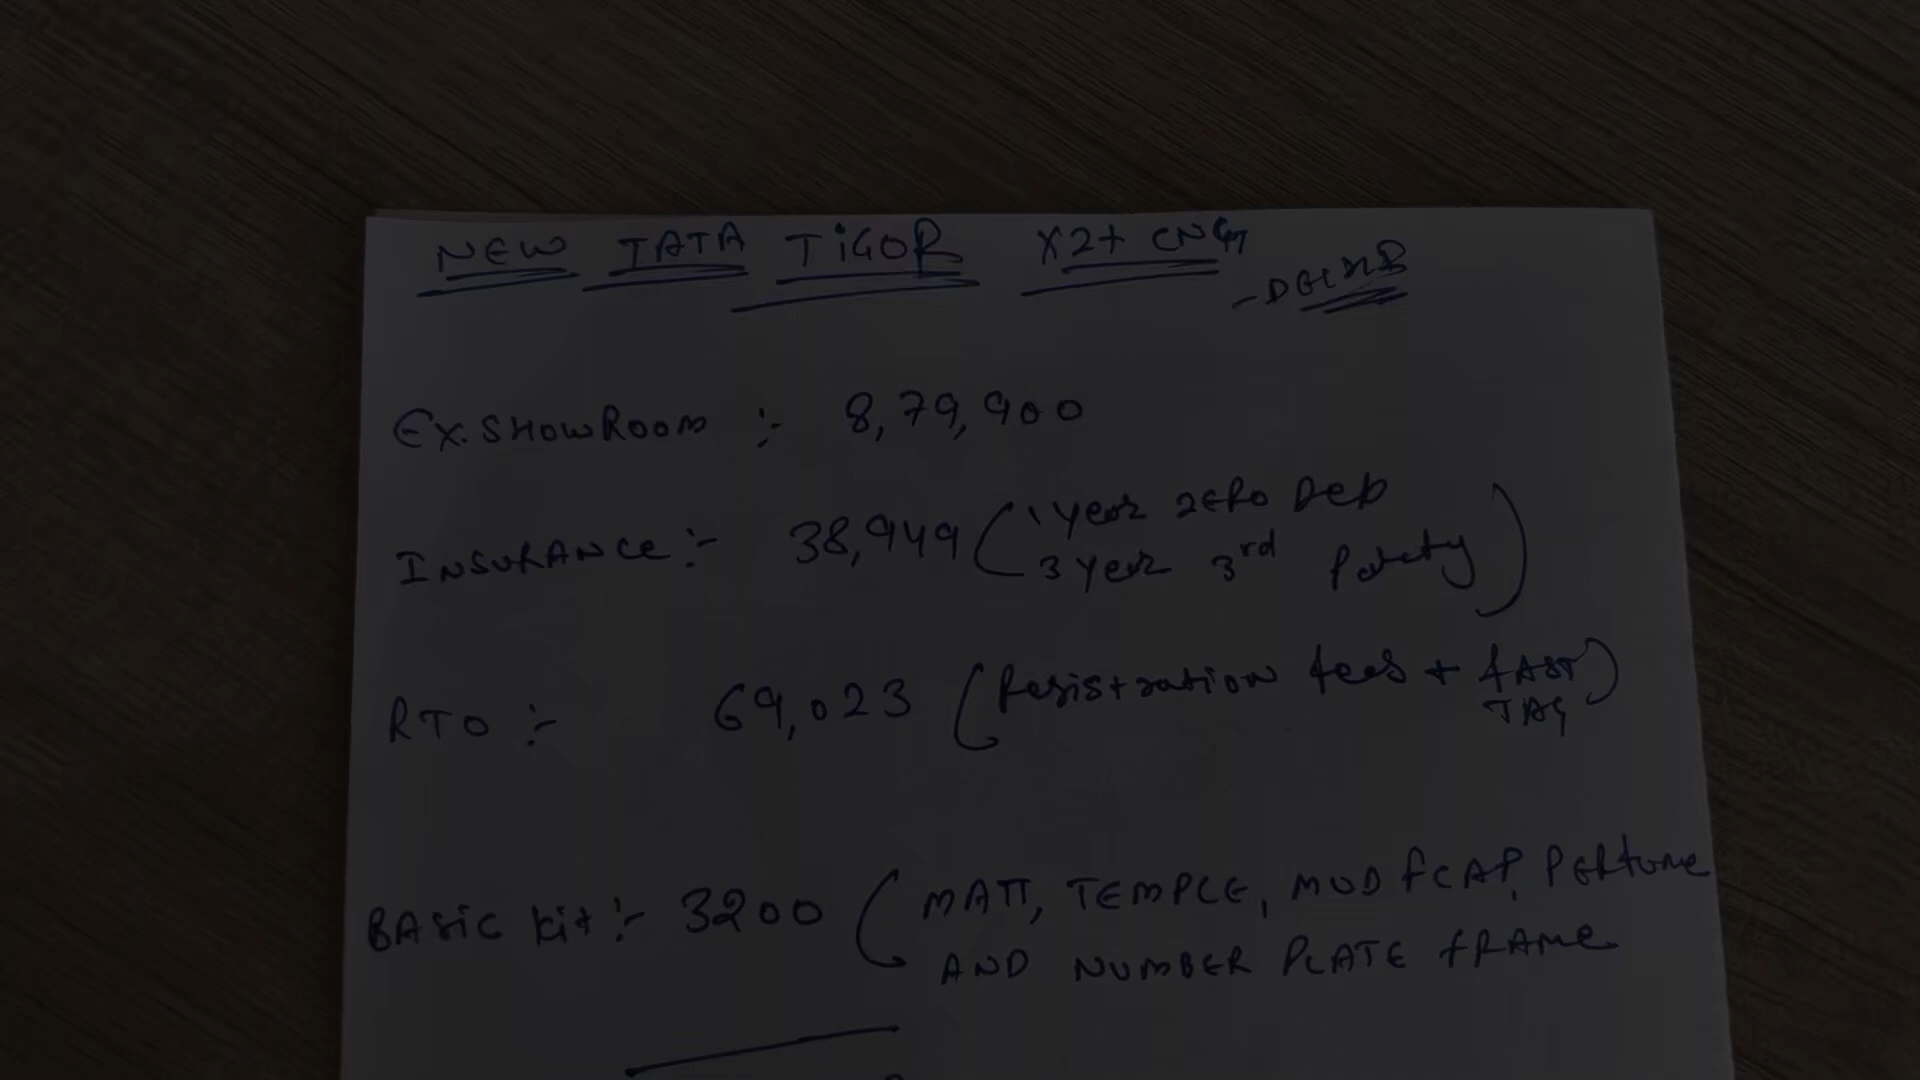 NEW TATA TiGOR XZ+ CNG
- DELHI
EX. SHOWROOM :- 8,79,900
INSURANCE :- 38,949 (1 year zero Dep
3 year 3rd Party)
RTO :- 69,023 (Registration fees + fAST
TAG)
BASIC kit :- 3200 (MATT, TEMPLE, MUD fLAP, PERfume
AND NUMBER PLATE fRAMe